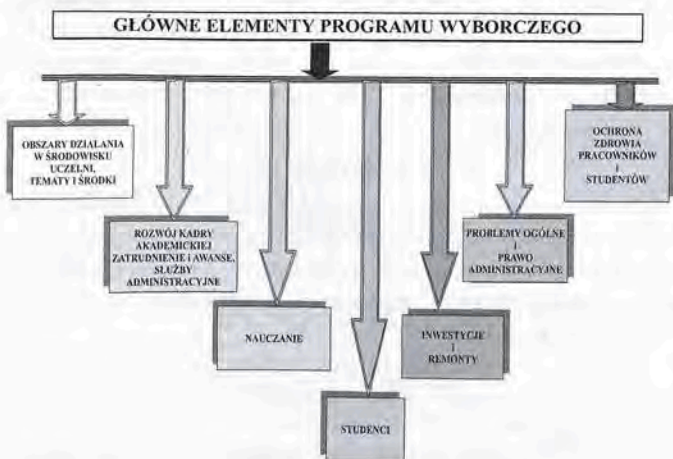 GŁÓWNE ELEMENTY PROGRAMU WYBORCZEGO
OBSZARY DZIAŁANIA
W ŚRODOWISKU
UCZELNI,
TEMATY I ŚRODKI
ROZWÓJ KADRY
AKADEMICKIEJ
ZATRUDNIENIE i AWANSE,
SŁUŻBY
ADMINISTRACYJNE
NAUCZANIE
STUDENCI
INWESTYCJE
I
REMONTY
PROBLEMY OGÓLNE
I
PRAWO
ADMINISTRACYJNE
OCHRONA
ZDROWIA
PRACOWNIKÓW
i
STUDENTÓW